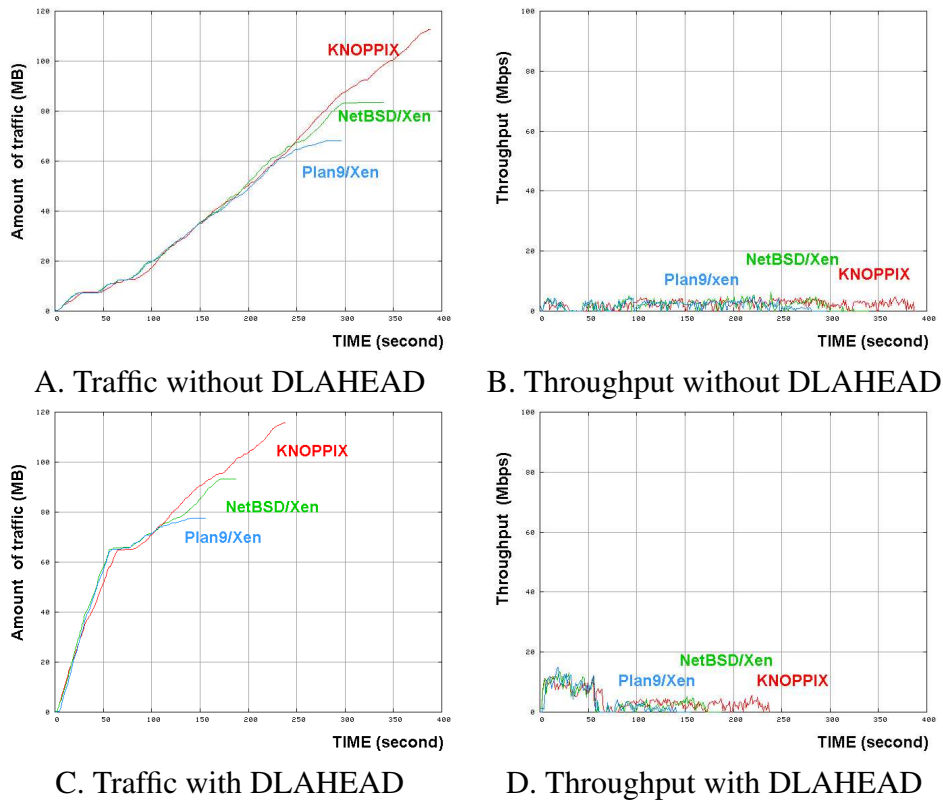 120
100
80
60
40
20
0
Amount of traffic (MB)
KNOPPIX
NetBSD/Xen
Plan9/Xen
0 50 100 150 200 250 300 350 400
TIME (second)
A. Traffic without DLAHEAD
100
80
60
40
20
0
Throughput (Mbps)
NetBSD/Xen
Plan9/xen
KNOPPIX
0 50 100 150 200 250 300 350 400
TIME (second)
B. Throughput without DLAHEAD
120
100
80
60
40
20
0
Amount of traffic (MB)
KNOPPIX
NetBSD/Xen
Plan9/Xen
0 50 100 150 200 250 300 350 400
TIME (second)
C. Traffic with DLAHEAD
100
80
60
40
20
0
Throughput (Mbps)
NetBSD/Xen
Plan9/Xen
KNOPPIX
0 50 100 150 200 250 300 350 400
TIME (second)
D. Throughput with DLAHEAD